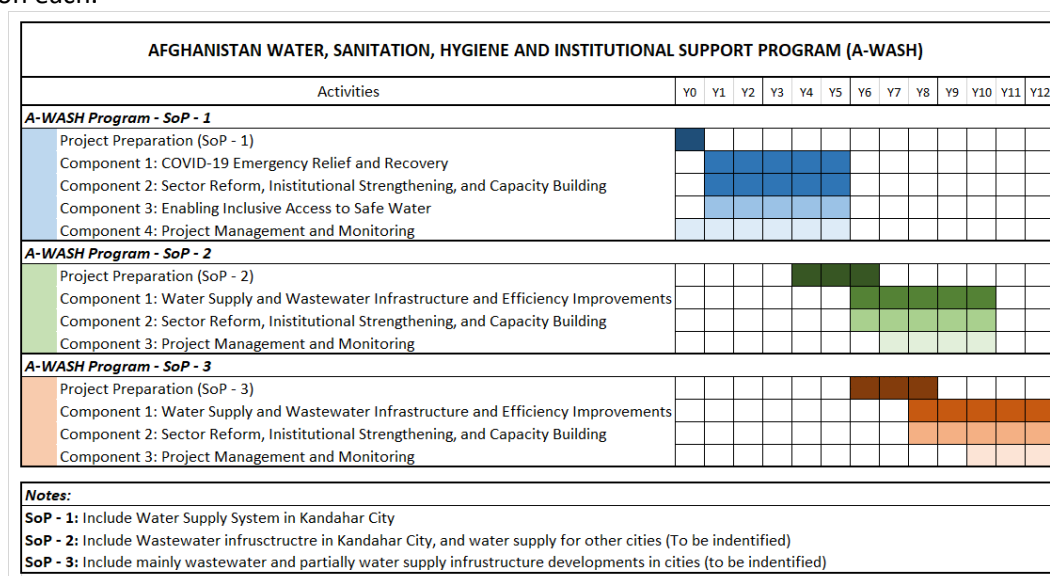 on each.
AFGHANISTAN WATER, SANITATION, HYGIENE AND INSTITUTIONAL SUPPORT PROGRAM (A-WASH)
Activities Y0 Y1 Y2 Y3 Y4 Y5 Y6 Y7 Y8 Y9 Y10 Y11 Y12
A-WASH Program - SoP - 1
Project Preparation (SoP - 1)
Component 1: COVID-19 Emergency Relief and Recovery
Component 2: Sector Reform, Inistitutional Strengthening, and Capacity Building
Component 3: Enabling Inclusive Access to Safe Water
Component 4: Project Management and Monitoring
A-WASH Program - SoP - 2
Project Preparation (SoP - 2)
Component 1: Water Supply and Wastewater Infrastructure and Efficiency Improvements
Component 2: Sector Reform, Inistitutional Strengthening, and Capacity Building
Component 3: Project Management and Monitoring
A-WASH Program - SoP - 3
Project Preparation (SoP - 3)
Component 1: Water Supply and Wastewater Infrastructure and Efficiency Improvements
Component 2: Sector Reform, Inistitutional Strengthening, and Capacity Building
Component 3: Project Management and Monitoring
Notes:
SoP - 1: Include Water Supply System in Kandahar City
SoP - 2: Include Wastewater infrusctructre in Kandahar City, and water supply for other cities (To be indentified)
SoP - 3: Include mainly wastewater and partially water supply infrustructure developments in cities (to be indentified)